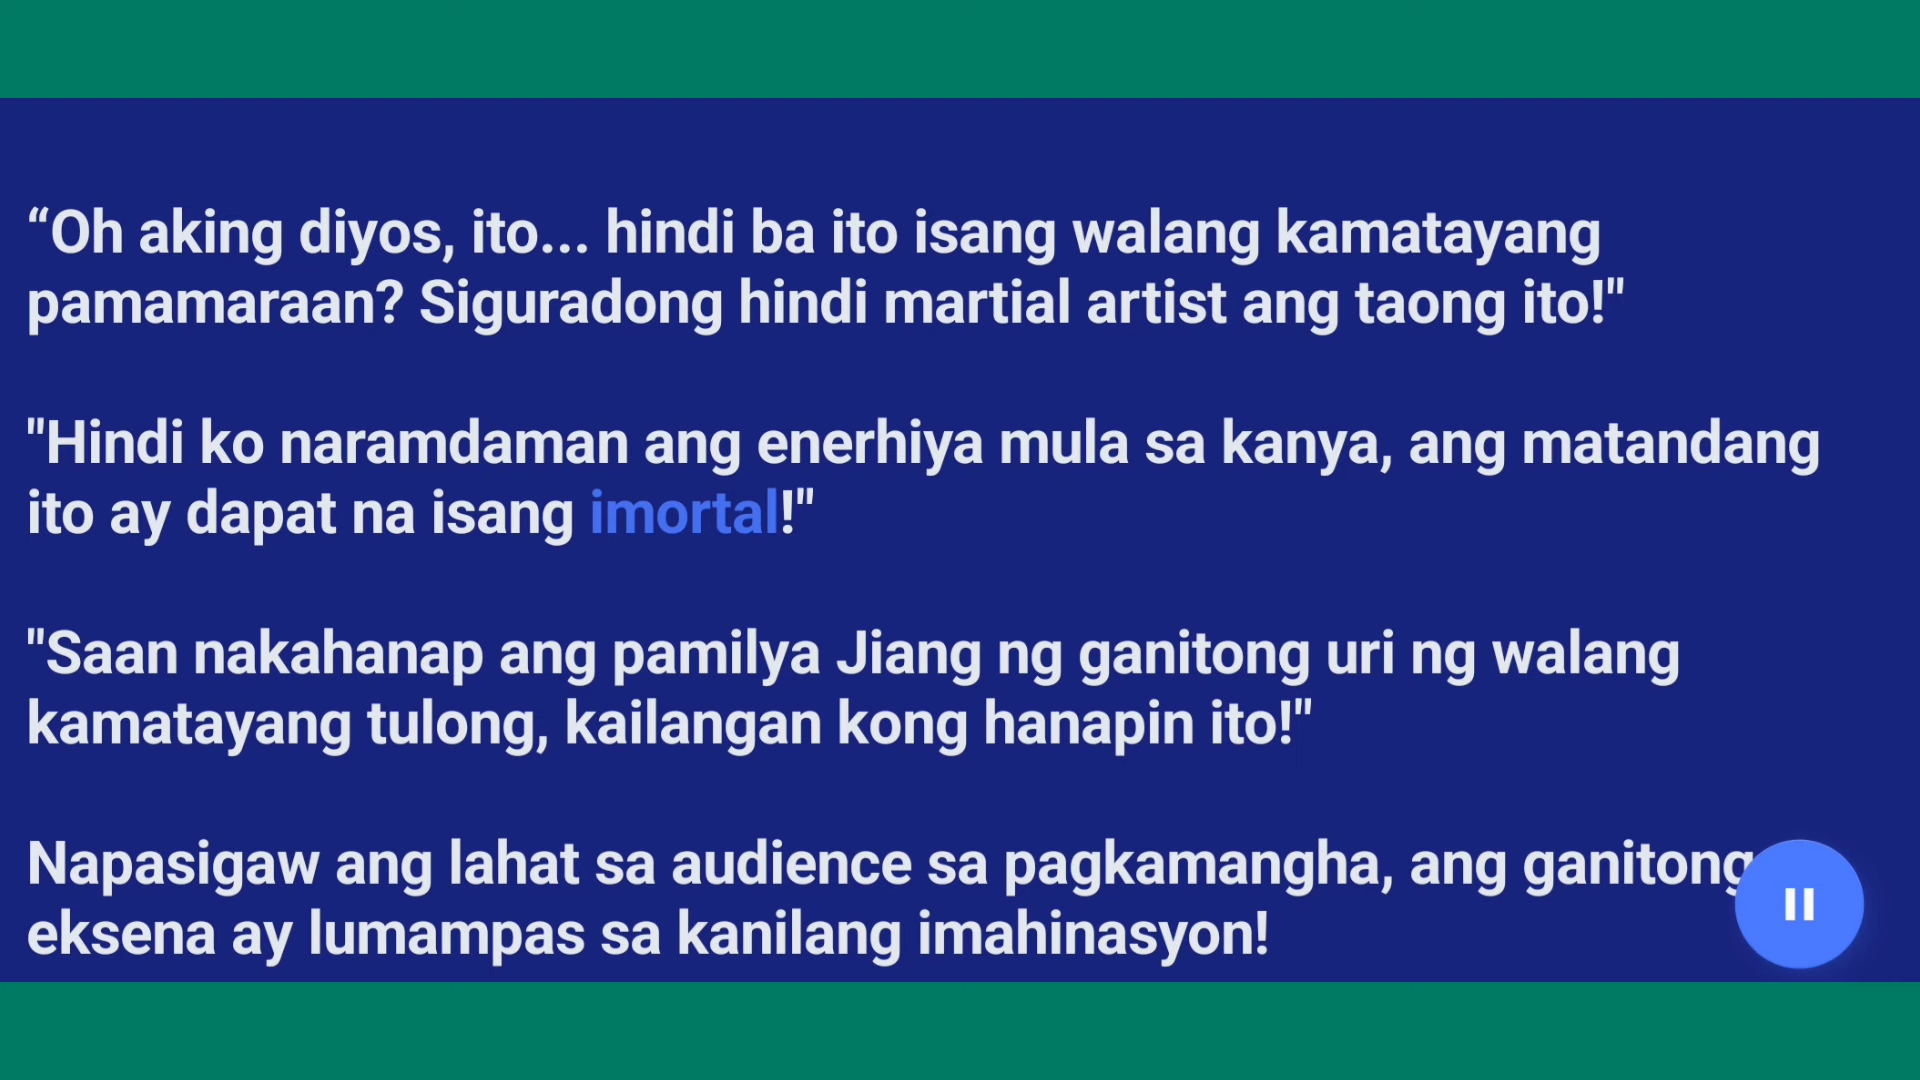 “Oh aking diyos, ito... hindi ba ito isang walang kamatayang
pamamaraan? Siguradong hindi martial artist ang taong ito!"
"Hindi ko naramdaman ang enerhiya mula sa kanya, ang matandang
ito ay dapat na isang imortal!"
"Saan nakahanap ang pamilya Jiang ng ganitong uri ng walang
kamatayang tulong, kailangan kong hanapin ito!"
Napasigaw ang lahat sa audience sa pagkamangha, ang ganitong
eksena ay lumampas sa kanilang imahinasyon!